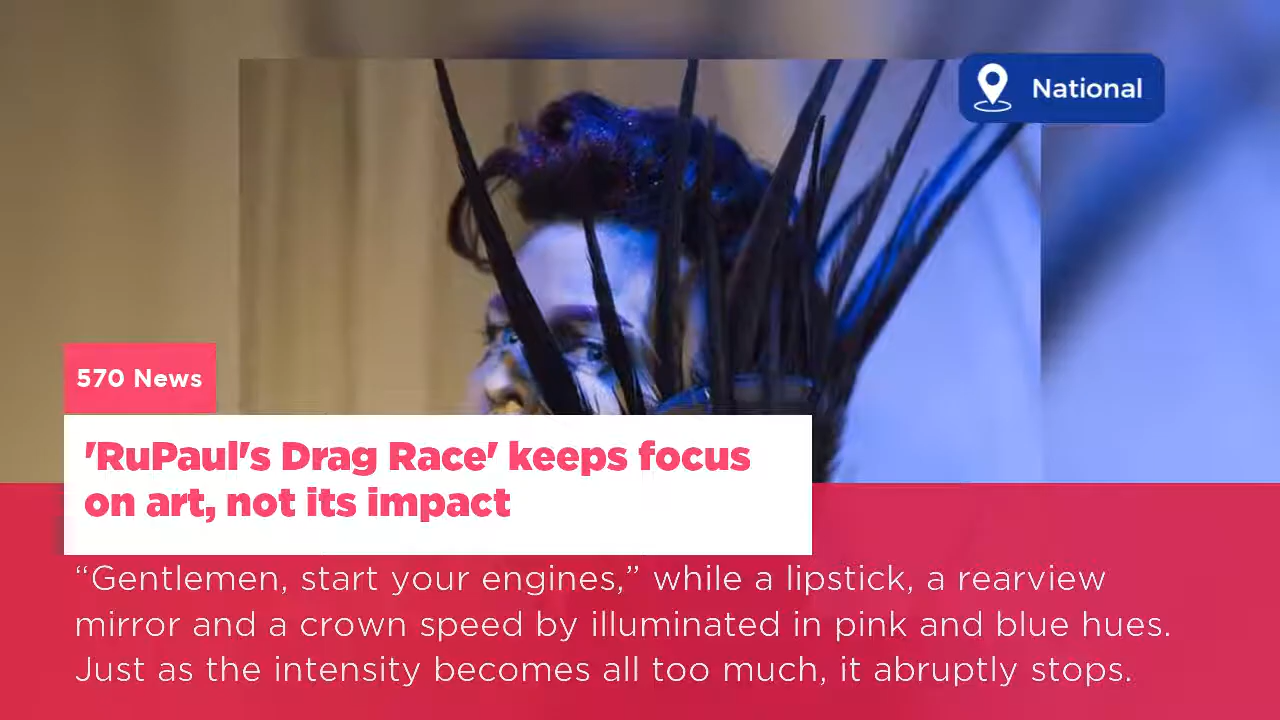 National
570 News
'RuPaul's Drag Race' keeps focus
on art, not its impact
“Gentlemen, start your engines,” while a lipstick, a rearview
mirror and a crown speed by illuminated in pink and blue hues.
Just as the intensity becomes all too much, it abruptly stops.